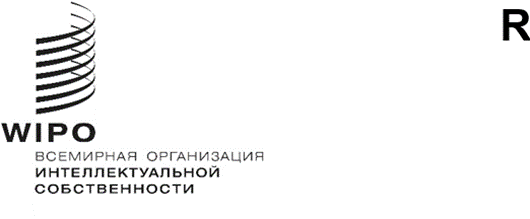 R
WIPO
ВСЕМИРНАЯ ОРГАНИЗАЦИЯ
ИНТЕЛЛЕКТУАЛЬНОЙ
СОБСТВЕННОСТИ